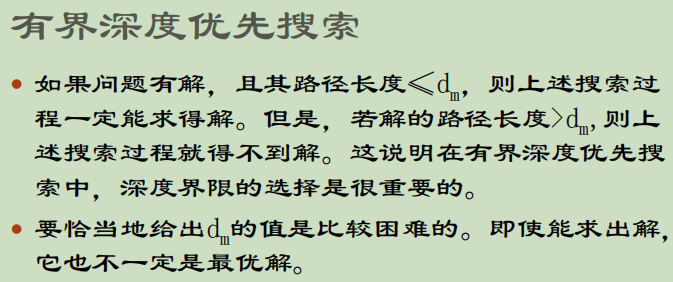 有界深度优先搜索
• 如果问题有解，且其路径长度≤dm，则上述搜索过
程一定能求得解。但是，若解的路径长度>dm,则上
述搜索过程就得不到解。这说明在有界深度优先搜
索中，深度界限的选择是很重要的。
• 要恰当地给出dm的值是比较困难的。即使能求出解，
它也不一定是最优解。